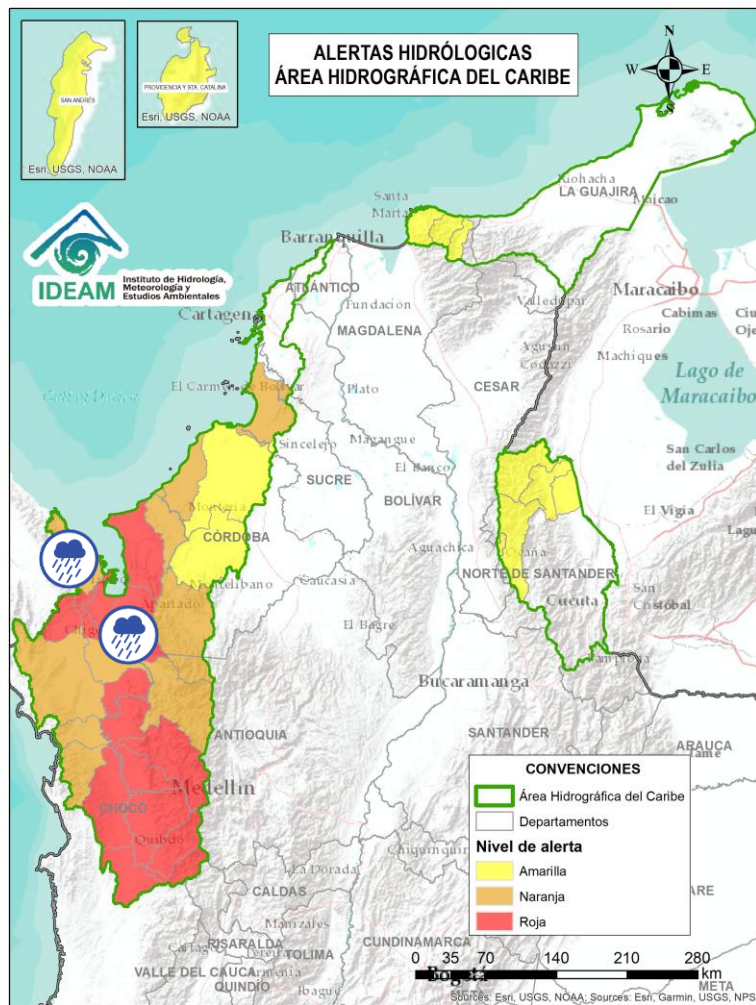 ALERTAS HIDRÓLOGICAS
ÁREA HIDROGRÁFICA DEL CARIBE
N
W
E
S
SAN ANDRÉS
Esri, USGS, NOAA
PROVIDENCIA Y STA. CATALINA
Esri, USGS, NOAA
IDEAM
Instituto de Hidrología,
Meteorología y
Estudios Ambientales
Riohacha
LA GUAJIRA
Maicao
Santa
Marta
Barranquilla
ATLÁNTICO
Fundación
Valledupar
Maracaibo
Cartagena
MAGDALENA
Cabimas
Rosario
Agustín
Codazzi
Machiques
CESAR
El Carmen de Bolívar
Plato
Lago de
Maracaibo
Sincelejo
Magangue
SUCRE
El Banco
San Carlos
del Zulia
BOLÍVAR
Montería
CÓRDOBA
El Vigía
Aguachica
Ocaña
NORTE DE SANTANDER
Montelíbano
Caucasia
Apartadó
Cúcuta
San
Cristóbal
El Bagre
Pamplona
Bucaramanga
ANTIOQUIA
SANTANDER
ARAUCA
Medellín
CHOCÓ
Quibdó
CONVENCIONES
Área Hidrográfica del Caribe
Departamentos
Nivel de alerta
Amarilla
Naranja
Roja
La Dorada
CALDAS
Manizales
RISARALDA
TOLIMA
CUNDINAMARCA
VALLE DEL CAUCA
Armenia
QUINDÍO
Ibagué
Bogotá
META
0 35 70 140 210 280
km
Sources: Esri, USGS, NOAA; Sources: Esri, Garmin, USGS, NPS